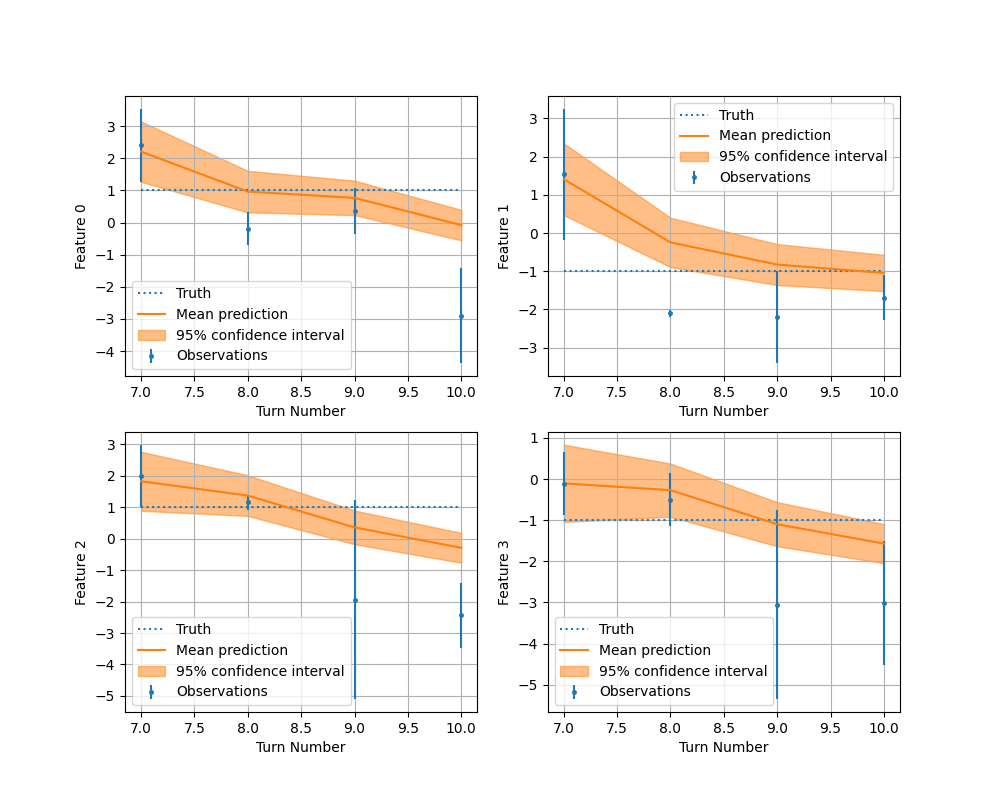 3
2
1
0
−1
−2
−3
−4
Feature 0
Truth
Mean prediction
95% confidence interval
Observations
7.0 7.5 8.0 8.5 9.0 9.5 10.0
Turn Number
3
2
1
0
−1
−2
−3
Feature 1
Truth
Mean prediction
95% confidence interval
Observations
7.0 7.5 8.0 8.5 9.0 9.5 10.0
Turn Number
3
2
1
0
−1
−2
−3
−4
−5
Feature 2
Truth
Mean prediction
95% confidence interval
Observations
7.0 7.5 8.0 8.5 9.0 9.5 10.0
Turn Number
1
0
−1
−2
−3
−4
−5
Feature 3
Truth
Mean prediction
95% confidence interval
Observations
7.0 7.5 8.0 8.5 9.0 9.5 10.0
Turn Number